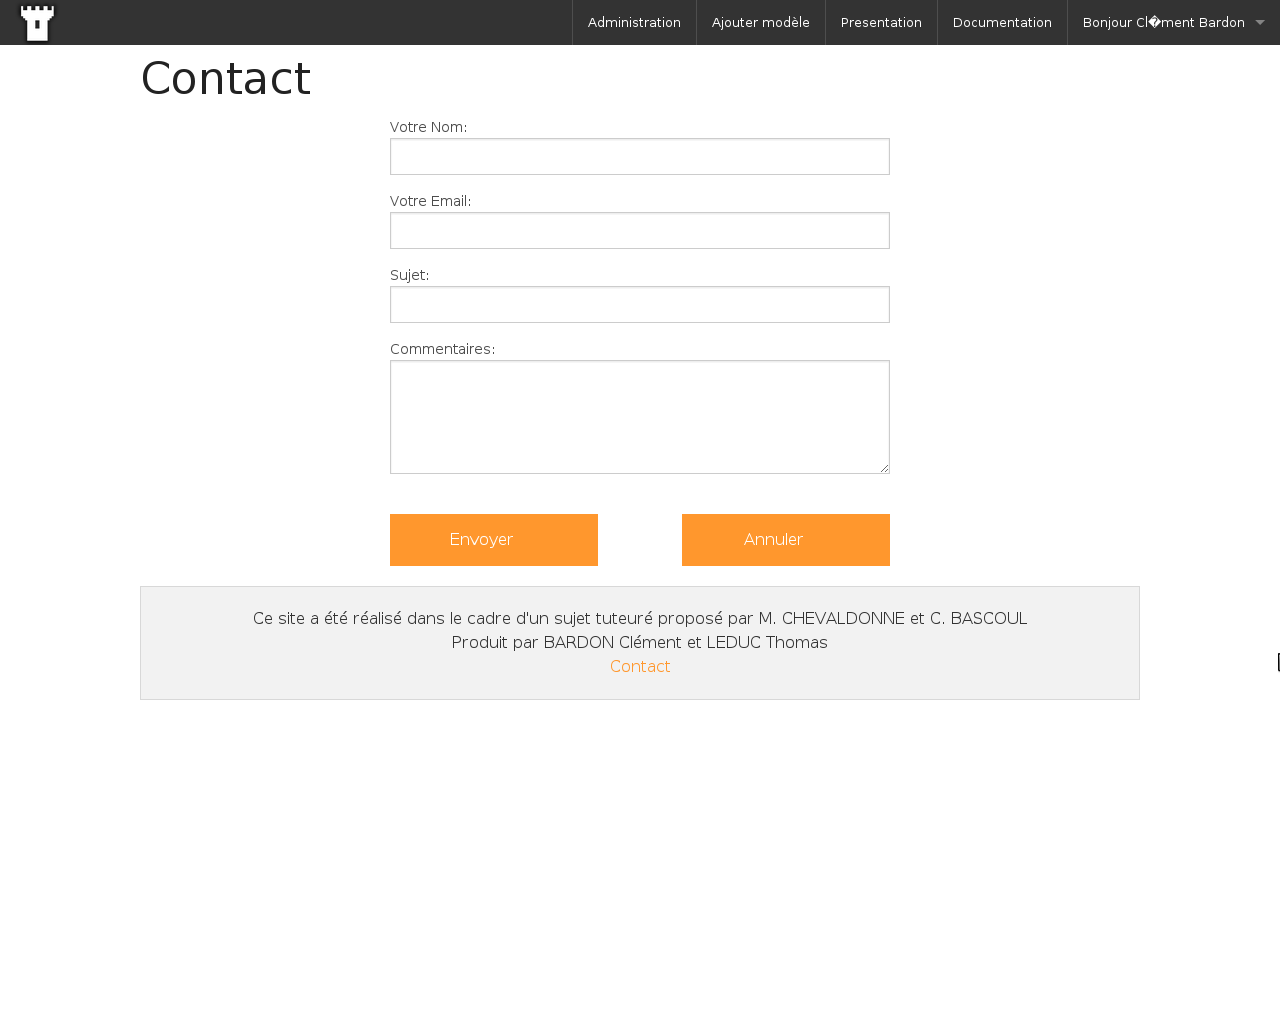 Administration
Ajouter modèle
Presentation
Documentation
Bonjour Cl�ment Bardon
Contact
Votre Nom:
Votre Email:
Sujet:
Commentaires:
Envoyer
Annuler
Ce site a été réalisé dans le cadre d'un sujet tuteuré proposé par M. CHEVALDONNE et C. BASCOUL
Produit par BARDON Clément et LEDUC Thomas
Contact